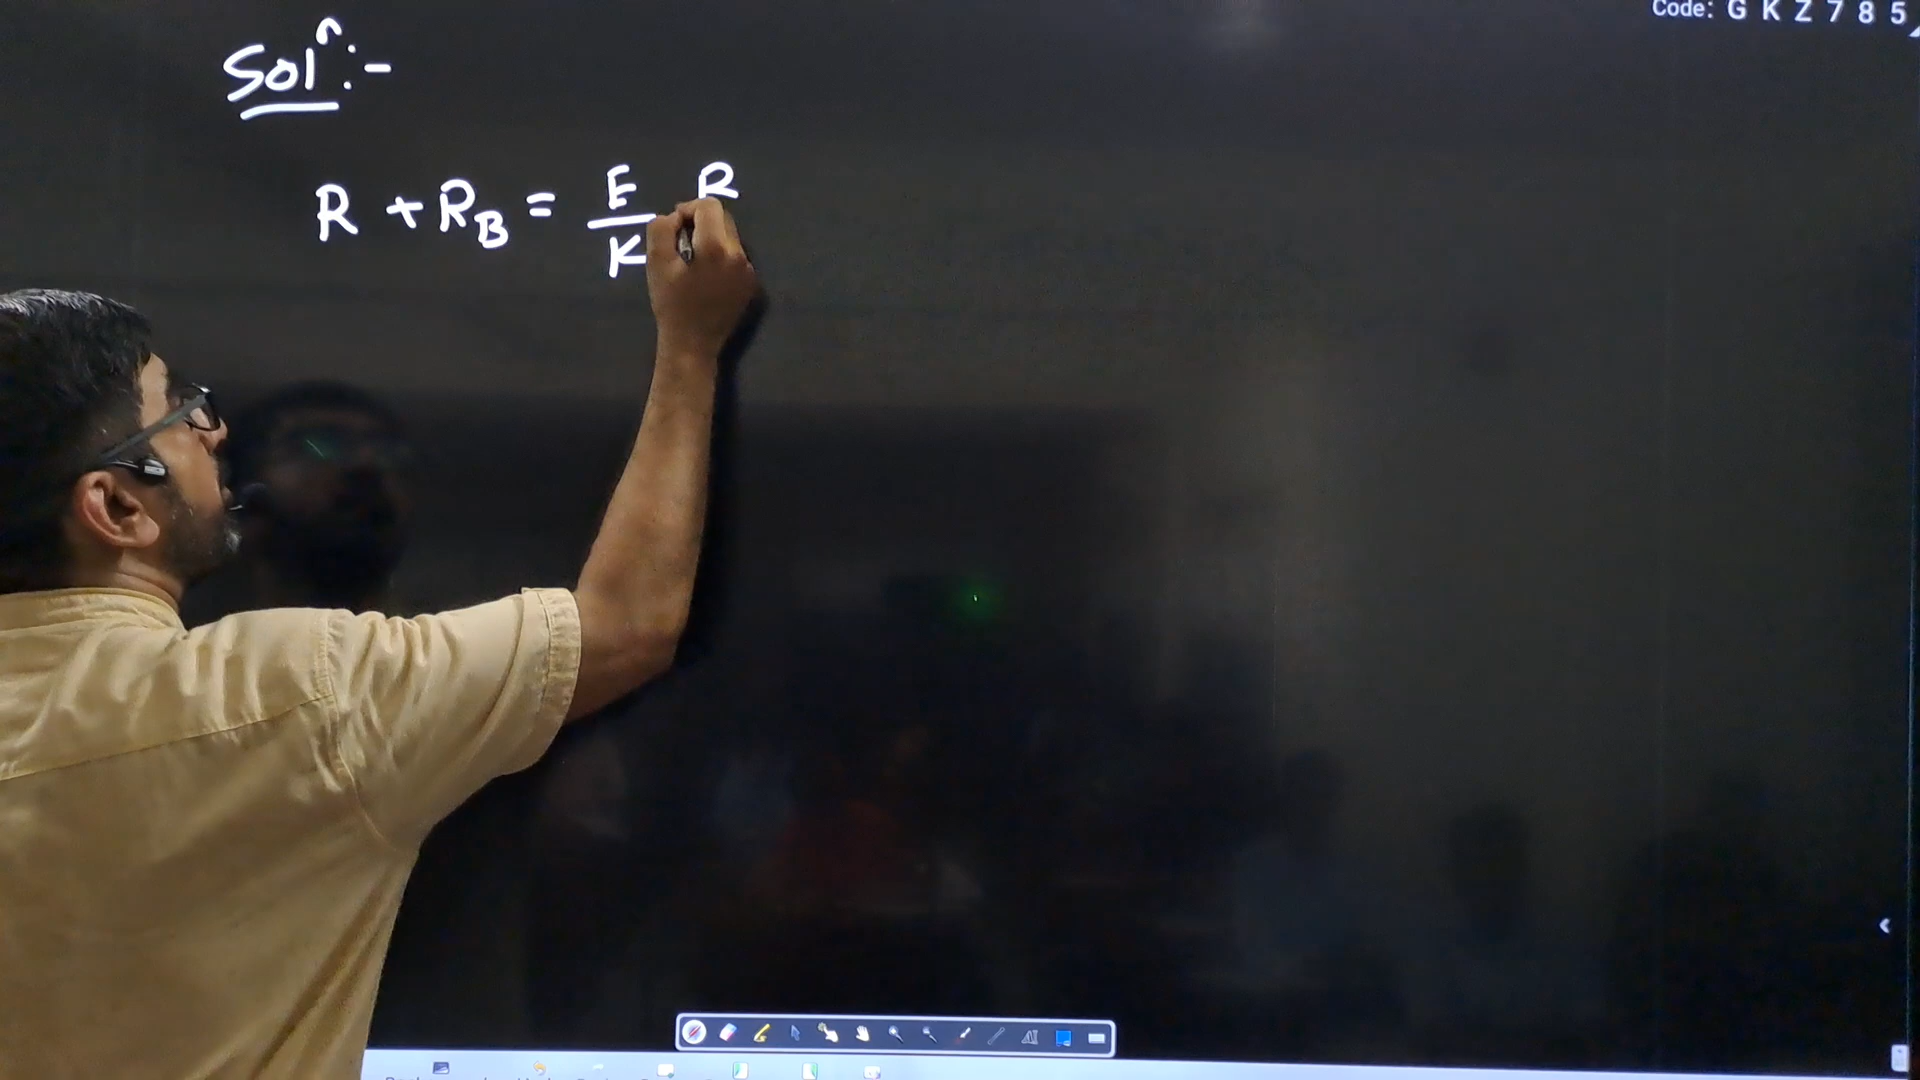 Code: G K Z 7 8 5
Solⁿ:-
R + R_B = E/K R